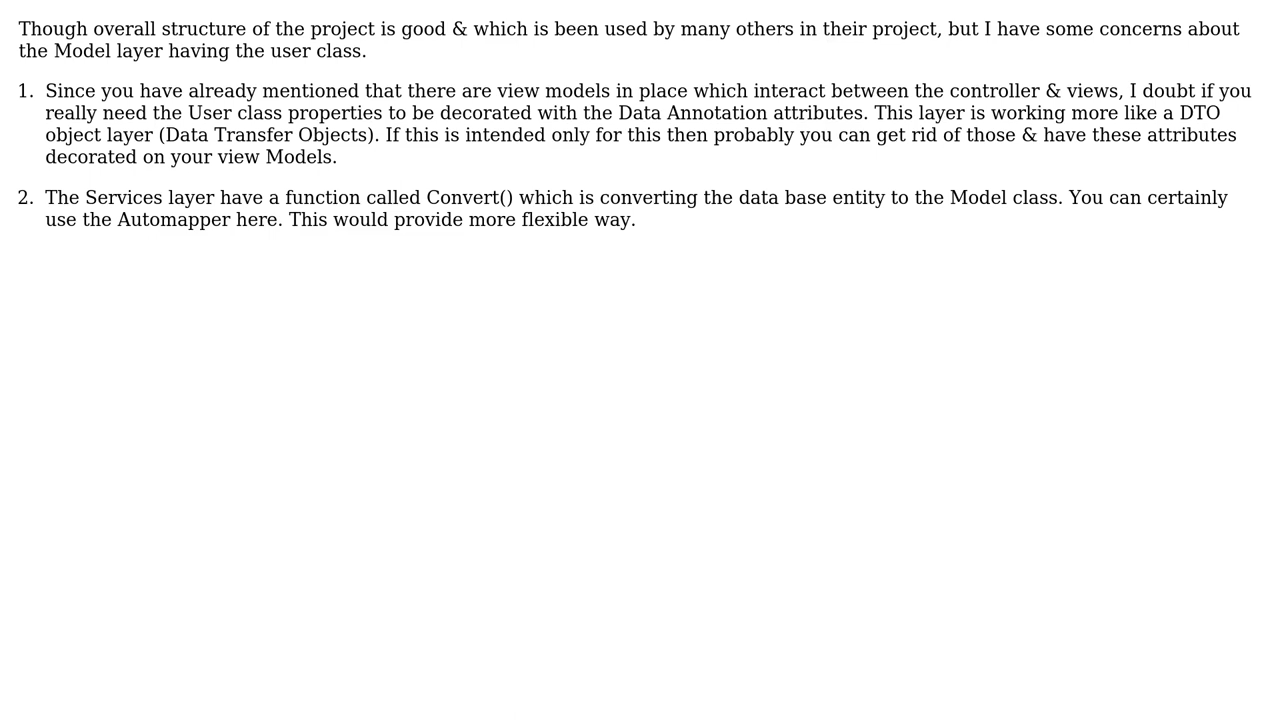 Though overall structure of the project is good & which is been used by many others in their project, but I have some concerns about
the Model layer having the user class.
1. Since you have already mentioned that there are view models in place which interact between the controller & views, I doubt if you
really need the User class properties to be decorated with the Data Annotation attributes. This layer is working more like a DTO
object layer (Data Transfer Objects). If this is intended only for this then probably you can get rid of those & have these attributes
decorated on your view Models.
2. The Services layer have a function called Convert() which is converting the data base entity to the Model class. You can certainly
use the Automapper here. This would provide more flexible way.